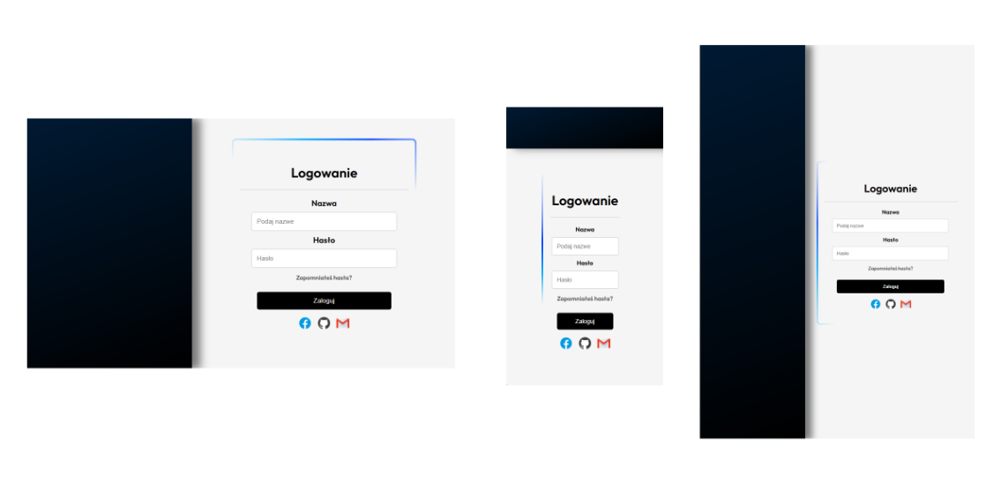 Logowanie
Nazwa
Podaj nazwe
Hasło
Hasło
Zapomniałeś hasła?
Zaloguj
Logowanie
Nazwa
Podaj nazwe
Hasło
Hasło
Zapomniałeś hasła?
Zaloguj
Logowanie
Nazwa
Podaj nazwe
Hasło
Hasło
Zapomniałeś hasła?
Zaloguj